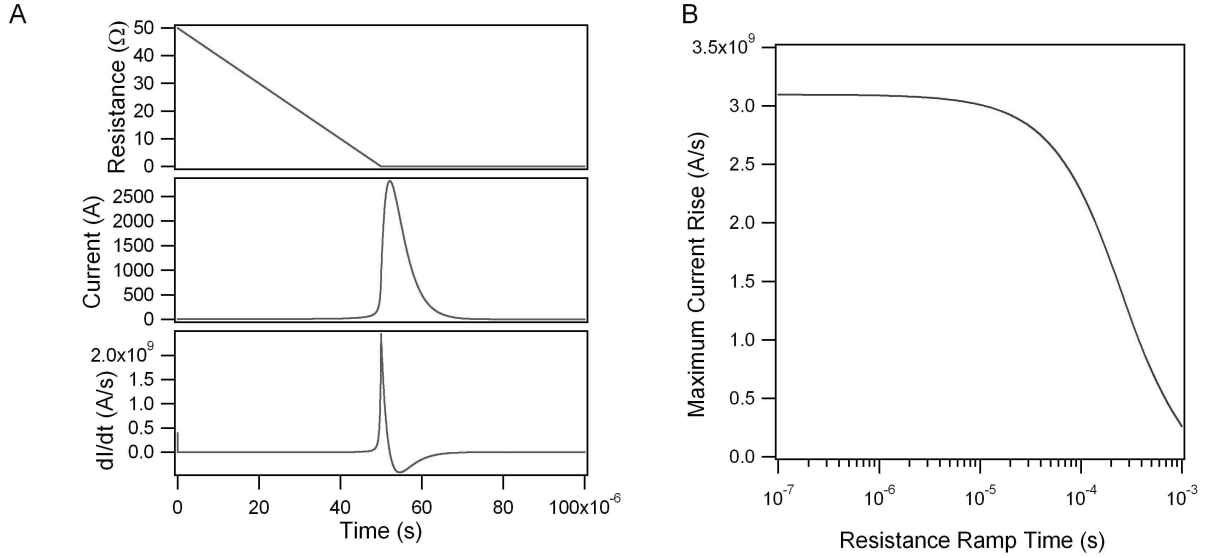 A
Resistance (Ω)
50
40
30
20
10
0
Current (A)
2500
2000
1500
1000
500
0
dI/dt (A/s)
2.0x10⁹
1.5
1.0
0.5
0.0
0 20 40 60 80 100x10⁻⁶
Time (s)
B
Maximum Current Rise (A/s)
3.5x10⁹
3.0
2.5
2.0
1.5
1.0
0.5
0.0
10⁻⁷ 10⁻⁶ 10⁻⁵ 10⁻⁴ 10⁻³
Resistance Ramp Time (s)